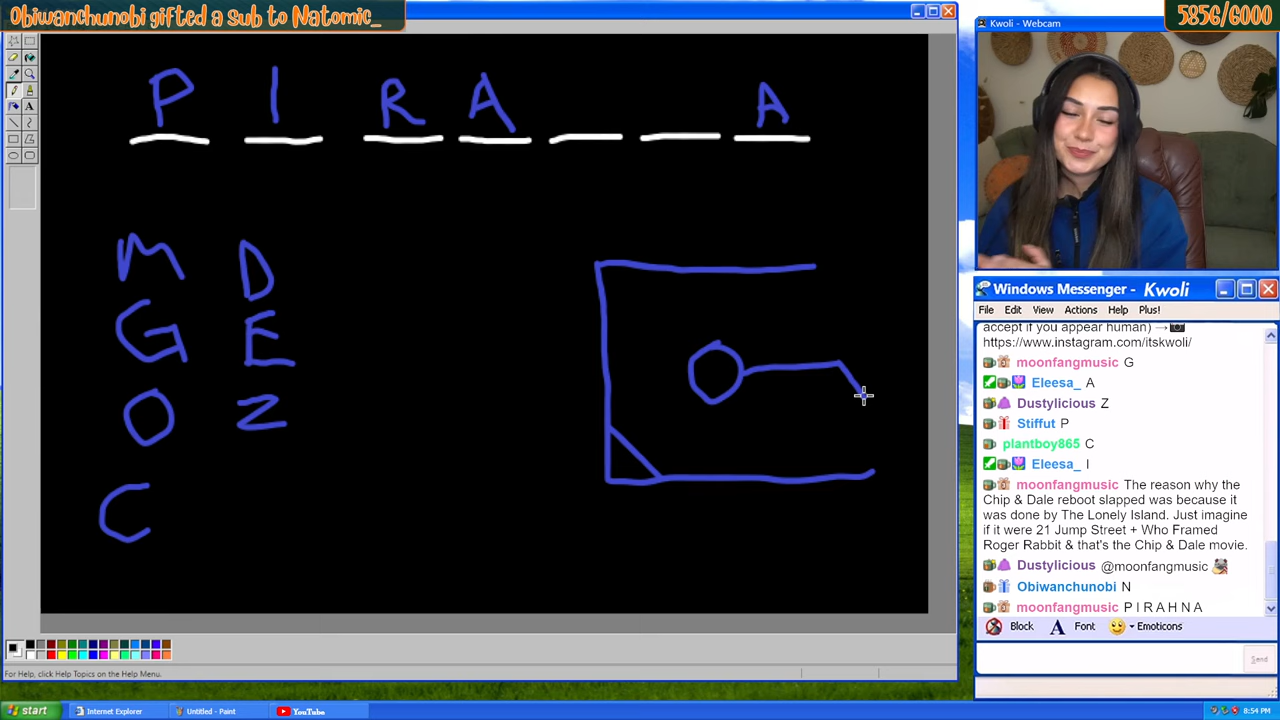 Obiwanchunobi gifted a sub to Natomic_
5856/6000
Kwoli - Webcam
P I R A A
M D
G E
O Z
C
Windows Messenger - Kwoli
File Edit View Actions Help Plus!
accept if you appear human) →
https://www.instagram.com/itskwoli/
moonfangmusic G
Eleesa_ A
Dustylicious Z
Stiffut P
plantboy865 C
Eleesa_ I
moonfangmusic The reason why the
Chip & Dale reboot slapped was because it
was done by The Lonely Island. Just imagine
if it were 21 Jump Street + Who Framed
Roger Rabbit & that's the Chip & Dale movie.
Dustylicious @moonfangmusic
Obiwanchunobi N
moonfangmusic P I R A H N A
Block Font Emoticons
Send
For Help, click Help Topics on the Help Menu.
start Internet Explorer Untitled - Paint YouTube 8:54 PM